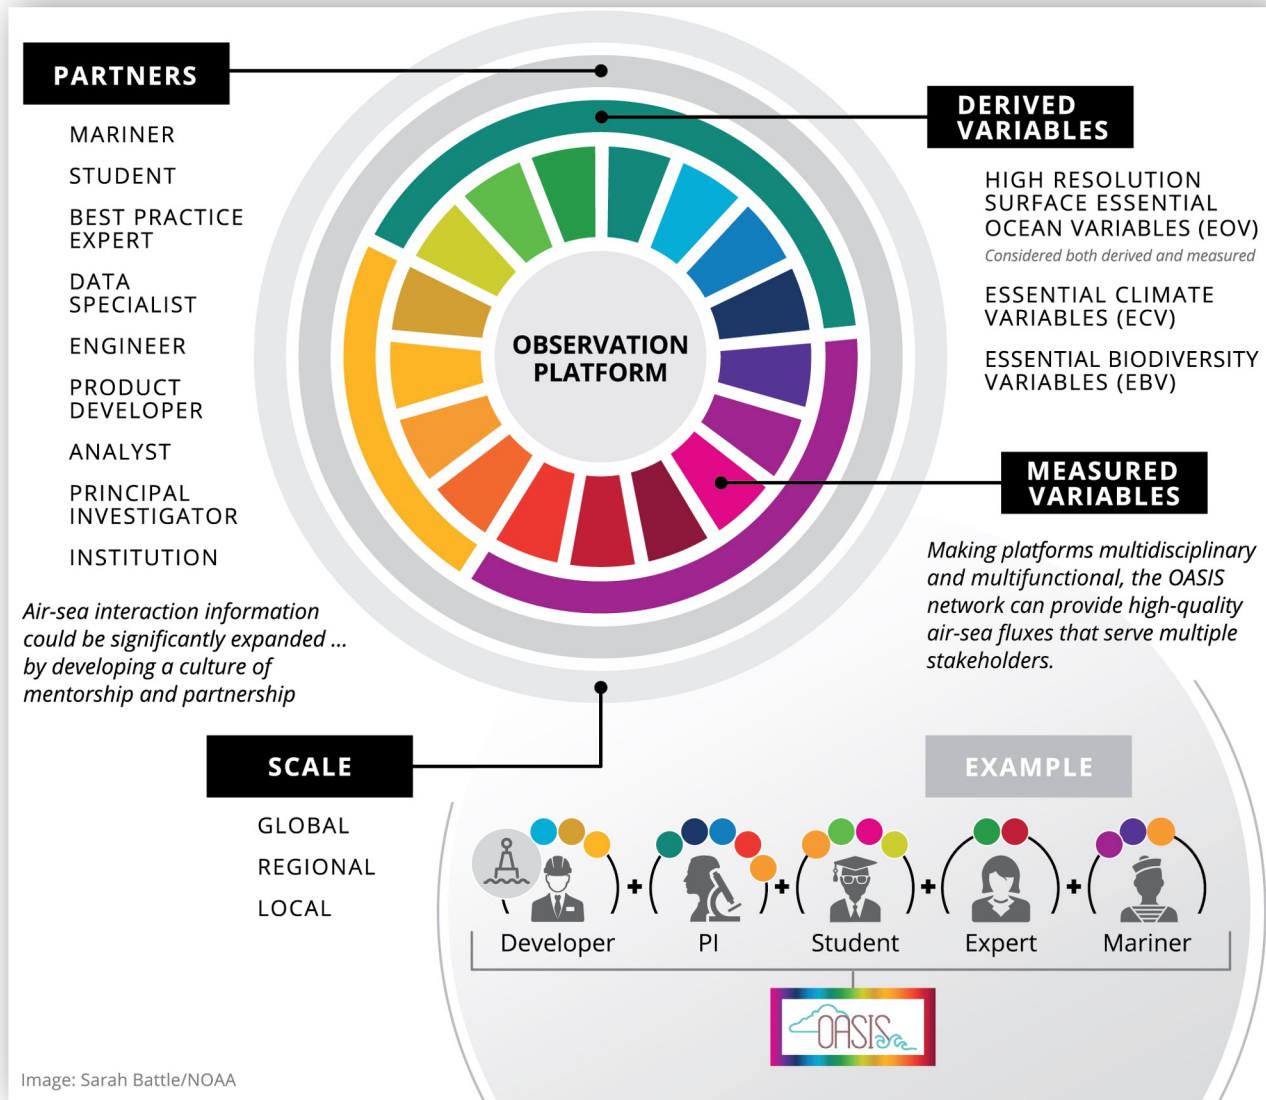 PARTNERS
MARINER
STUDENT
BEST PRACTICE
EXPERT
DATA
SPECIALIST
ENGINEER
PRODUCT
DEVELOPER
ANALYST
PRINCIPAL
INVESTIGATOR
INSTITUTION
Air-sea interaction information
could be significantly expanded ...
by developing a culture of
mentorship and partnership
OBSERVATION
PLATFORM
DERIVED
VARIABLES
HIGH RESOLUTION
SURFACE ESSENTIAL
OCEAN VARIABLES (EOV)
Considered both derived and measured
ESSENTIAL CLIMATE
VARIABLES (ECV)
ESSENTIAL BIODIVERSITY
VARIABLES (EBV)
MEASURED
VARIABLES
Making platforms multidisciplinary
and multifunctional, the OASIS
network can provide high-quality
air-sea fluxes that serve multiple
stakeholders.
SCALE
GLOBAL
REGIONAL
LOCAL
EXAMPLE
+ + + +
Developer PI Student Expert Mariner
OASIS
Image: Sarah Battle/NOAA